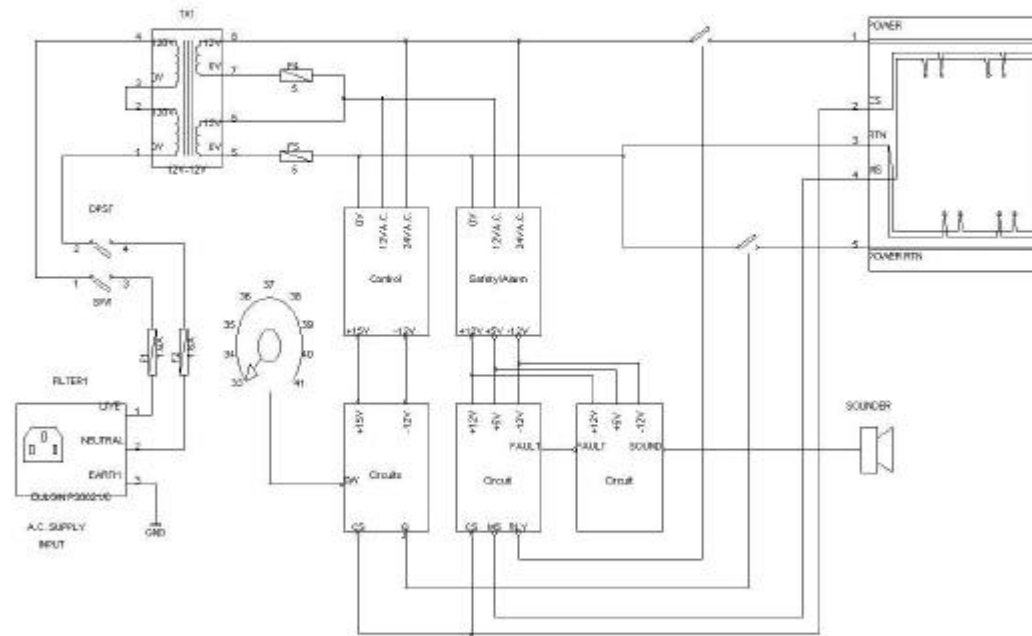 TX1
4
120V
12V
8
0V
7
F4
5
3
2
120V
12V
6
0V
0V
1
5
F5
5
12V-12V
DPST
2
4
1
3
SW1
F1
F2
FILTER1
LIVE
1
NEUTRAL
2
EARTH
3
A.C. SUPPLY
INPUT
GND
33
34
35
36
37
38
39
40
41
0V
12VA.C.
24VA.C.
Control
+15V
-12V
0V
12VA.C.
24VA.C.
Safety/Alarm
+12V
+5V
-12V
+15V
-12V
SW
Circuits
CS
+12V
+5V
-12V
FAULT
Circuit
CS
MS
RLY
+12V
+5V
-12V
FAULT
SOUND
Circuit
SOUNDER
POWER
1
CS
2
RTN
3
MS
4
5
POWER RTN